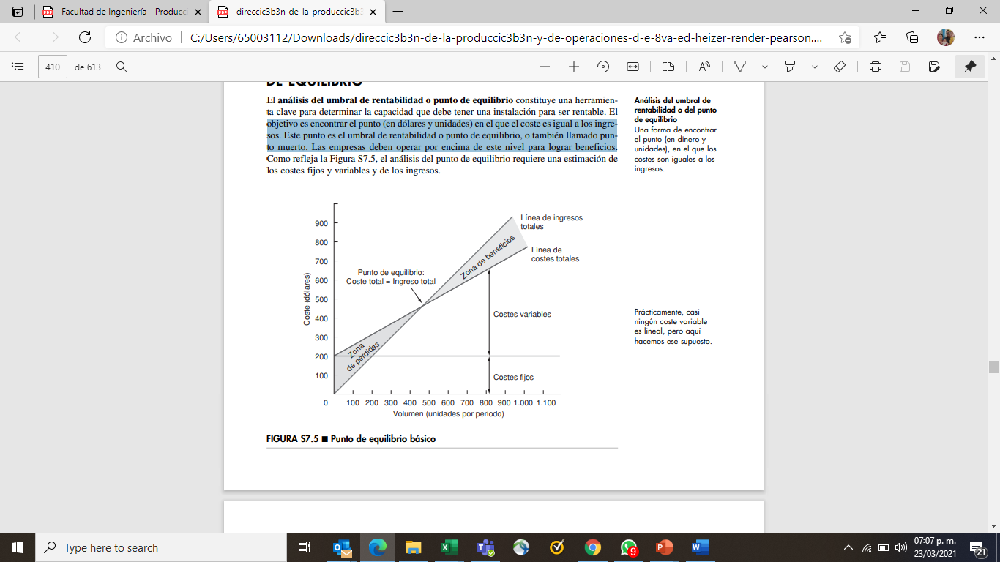 Facultad de Ingeniería - Producci
direccic3b3n-de-la-produccic3b3
Archivo
C:/Users/65003112/Downloads/direccic3b3n-de-la-produccic3b3n-y-de-operaciones-d-e-8va-ed-heizer-render-pearson....
410 de 613
DE EQUILIBRIO
El análisis del umbral de rentabilidad o punto de equilibrio constituye una herramien-
ta clave para determinar la capacidad que debe tener una instalación para ser rentable. El
objetivo es encontrar el punto (en dólares y unidades) en el que el coste es igual a los ingre-
sos. Este punto es el umbral de rentabilidad o punto de equilibrio, o también llamado pun-
to muerto. Las empresas deben operar por encima de este nivel para lograr beneficios.
Como refleja la Figura S7.5, el análisis del punto de equilibrio requiere una estimación de
los costes fijos y variables y de los ingresos.
Análisis del umbral de
rentabilidad o del punto
de equilibrio
Una forma de encontrar
el punto (en dinero y
unidades), en el que los
costes son iguales a los
ingresos.
Coste (dólares)
900
800
700
600
500
400
300
200
100
0
Línea de ingresos
totales
Línea de
costes totales
Zona de beneficios
Punto de equilibrio:
Coste total = Ingreso total
Costes variables
Zona
de pérdidas
Costes fijos
100 200 300 400 500 600 700 800 900 1.000 1.100
Volumen (unidades por periodo)
Prácticamente, casi
ningún coste variable
es lineal, pero aquí
hacemos ese supuesto.
FIGURA S7.5 ■ Punto de equilibrio básico
Type here to search
9
07:07 p. m.
23/03/2021
21